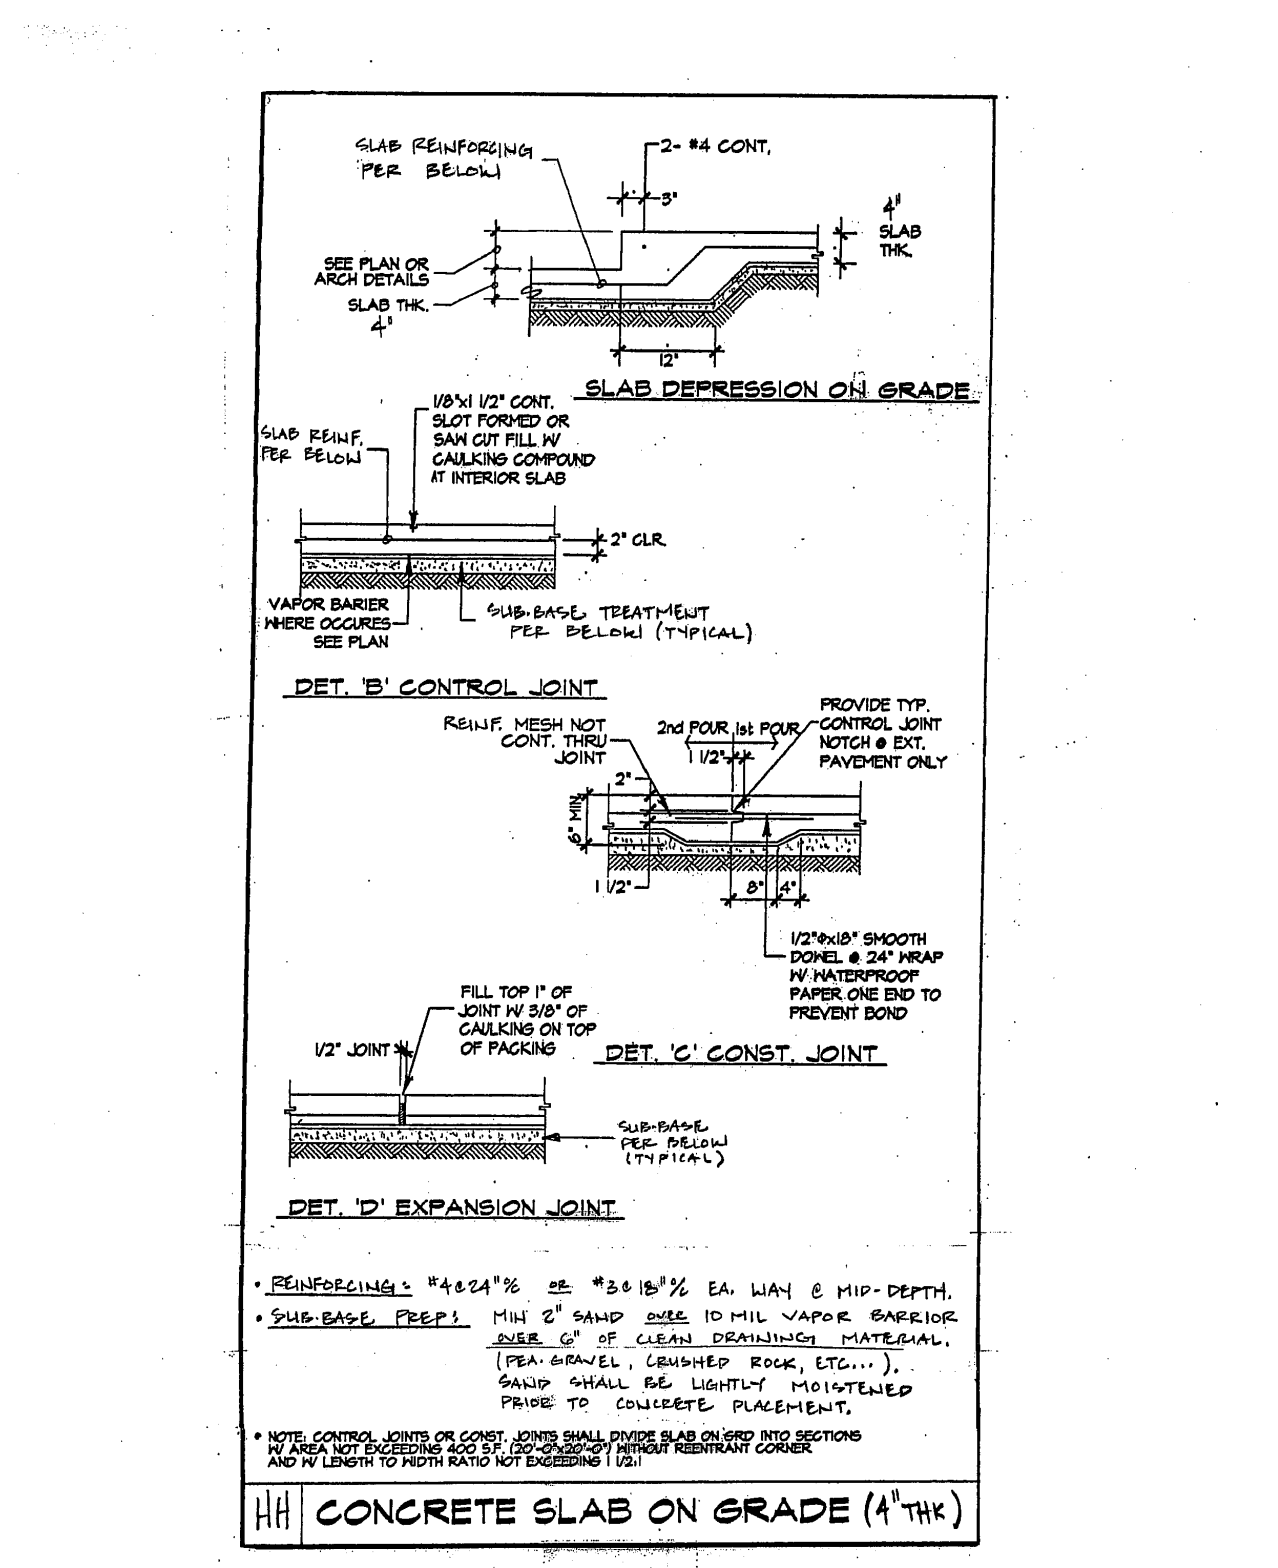 SLAB REINFORCING
PER BELOW
2- #4 CONT.
3"
4"
SLAB
THK.
SEE PLAN OR
ARCH DETAILS
SLAB THK.
4"
12"
SLAB DEPRESSION ON GRADE
1/8"x1 1/2" CONT.
SLOT FORMED OR
SAW CUT FILL W/
CAULKING COMPOUND
AT INTERIOR SLAB
SLAB REINF.
PER BELOW
2" CLR.
VAPOR BARIER
WHERE OCCURES
SEE PLAN
SUB-BASE TREATMENT
PER BELOW (TYPICAL)
DET. 'B' CONTROL JOINT
REINF. MESH NOT
CONT. THRU
JOINT
2nd POUR 1st POUR
1 1/2"
PROVIDE TYP.
CONTROL JOINT
NOTCH @ EXT.
PAVEMENT ONLY
2"
6" MIN
1 1/2"
8" 4"
1/2"Φx18" SMOOTH
DOWEL @ 24" WRAP
W/ WATERPROOF
PAPER ONE END TO
PREVENT BOND
DET. 'C' CONST. JOINT
FILL TOP 1" OF
JOINT W/ 3/8" OF
CAULKING ON TOP
OF PACKING
1/2" JOINT
SUB-BASE
PER BELOW
(TYPICAL)
DET. 'D' EXPANSION JOINT
• REINFORCING: #4@24"% OR #3@18"% EA. WAY @ MID-DEPTH.
• SUB-BASE PREP: MIN 2" SAND OVER 10 MIL VAPOR BARRIOR
OVER 6" OF CLEAN DRAINING MATERIAL.
(PEA-GRAVEL, CRUSHED ROCK, ETC...).
SAND SHALL BE LIGHTLY MOISTENED
PRIOR TO CONCRETE PLACEMENT.
• NOTE: CONTROL JOINTS OR CONST. JOINTS SHALL DIVIDE SLAB ON GRD INTO SECTIONS
W/ AREA NOT EXCEEDING 400 S.F. (20'-0"x20'-0") WITHOUT REENTRANT CORNER
AND W/ LENGTH TO WIDTH RATIO NOT EXCEEDING 1 1/2:1
HH CONCRETE SLAB ON GRADE (4" THK)